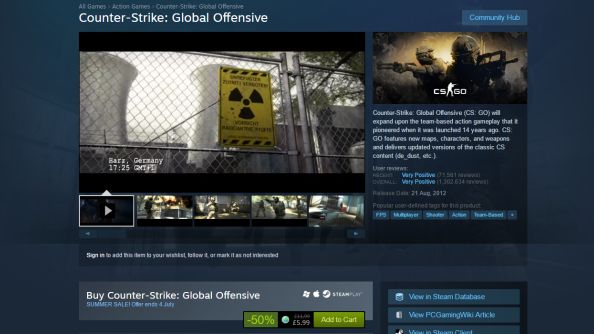 All Games > Action Games > Counter-Strike: Global Offensive
Counter-Strike: Global Offensive
Community Hub
UNBEFUGTER
ZUTRITT VERBOTEN
VORSICHT
RADIOAKTIVE STOFFE
Harz, Germany
17:25 GMT+1
CS GO
Counter-Strike: Global Offensive (CS: GO) will
expand upon the team-based action gameplay that it
pioneered when it was launched 14 years ago. CS:
GO features new maps, characters, and weapons
and delivers updated versions of the classic CS
content (de_dust, etc.).
User reviews:
RECENT: Very Positive (71,561 reviews)
OVERALL: Very Positive (1,362,634 reviews)
Release Date: 21 Aug, 2012
Popular user-defined tags for this product:
FPS Multiplayer Shooter Action Team-Based +
Sign in to add this item to your wishlist, follow it, or mark it as not interested
Buy Counter-Strike: Global Offensive
SUMMER SALE! Offer ends 4 July
STEAMPLAY
-50%
£11.99
£5.99
Add to Cart
View in Steam Database
View PCGamingWiki Article
View in Steam Client